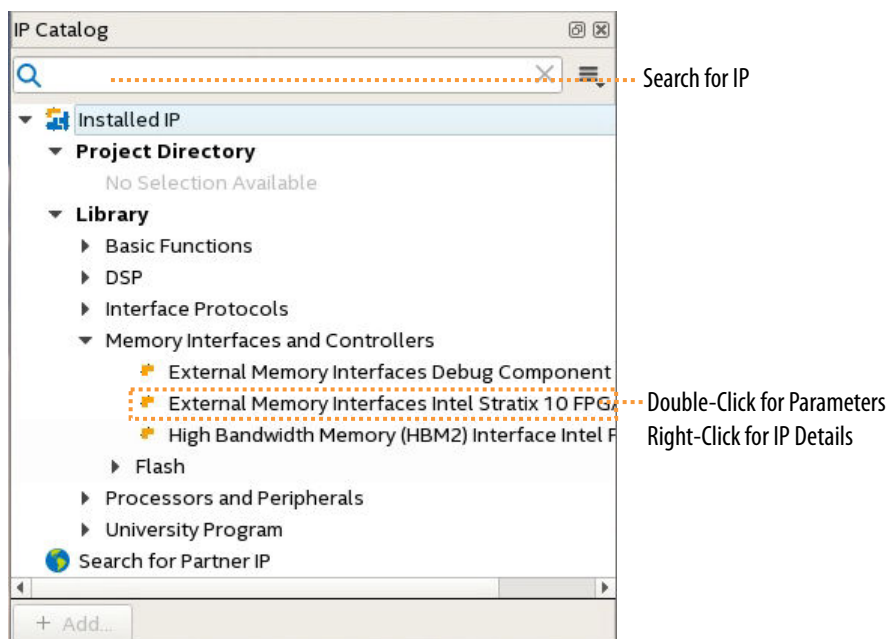 IP Catalog
Search for IP
Installed IP
Project Directory
No Selection Available
Library
Basic Functions
DSP
Interface Protocols
Memory Interfaces and Controllers
External Memory Interfaces Debug Component
External Memory Interfaces Intel Stratix 10 FPGA
Double-Click for Parameters
High Bandwidth Memory (HBM2) Interface Intel F
Right-Click for IP Details
Flash
Processors and Peripherals
University Program
Search for Partner IP
+ Add...